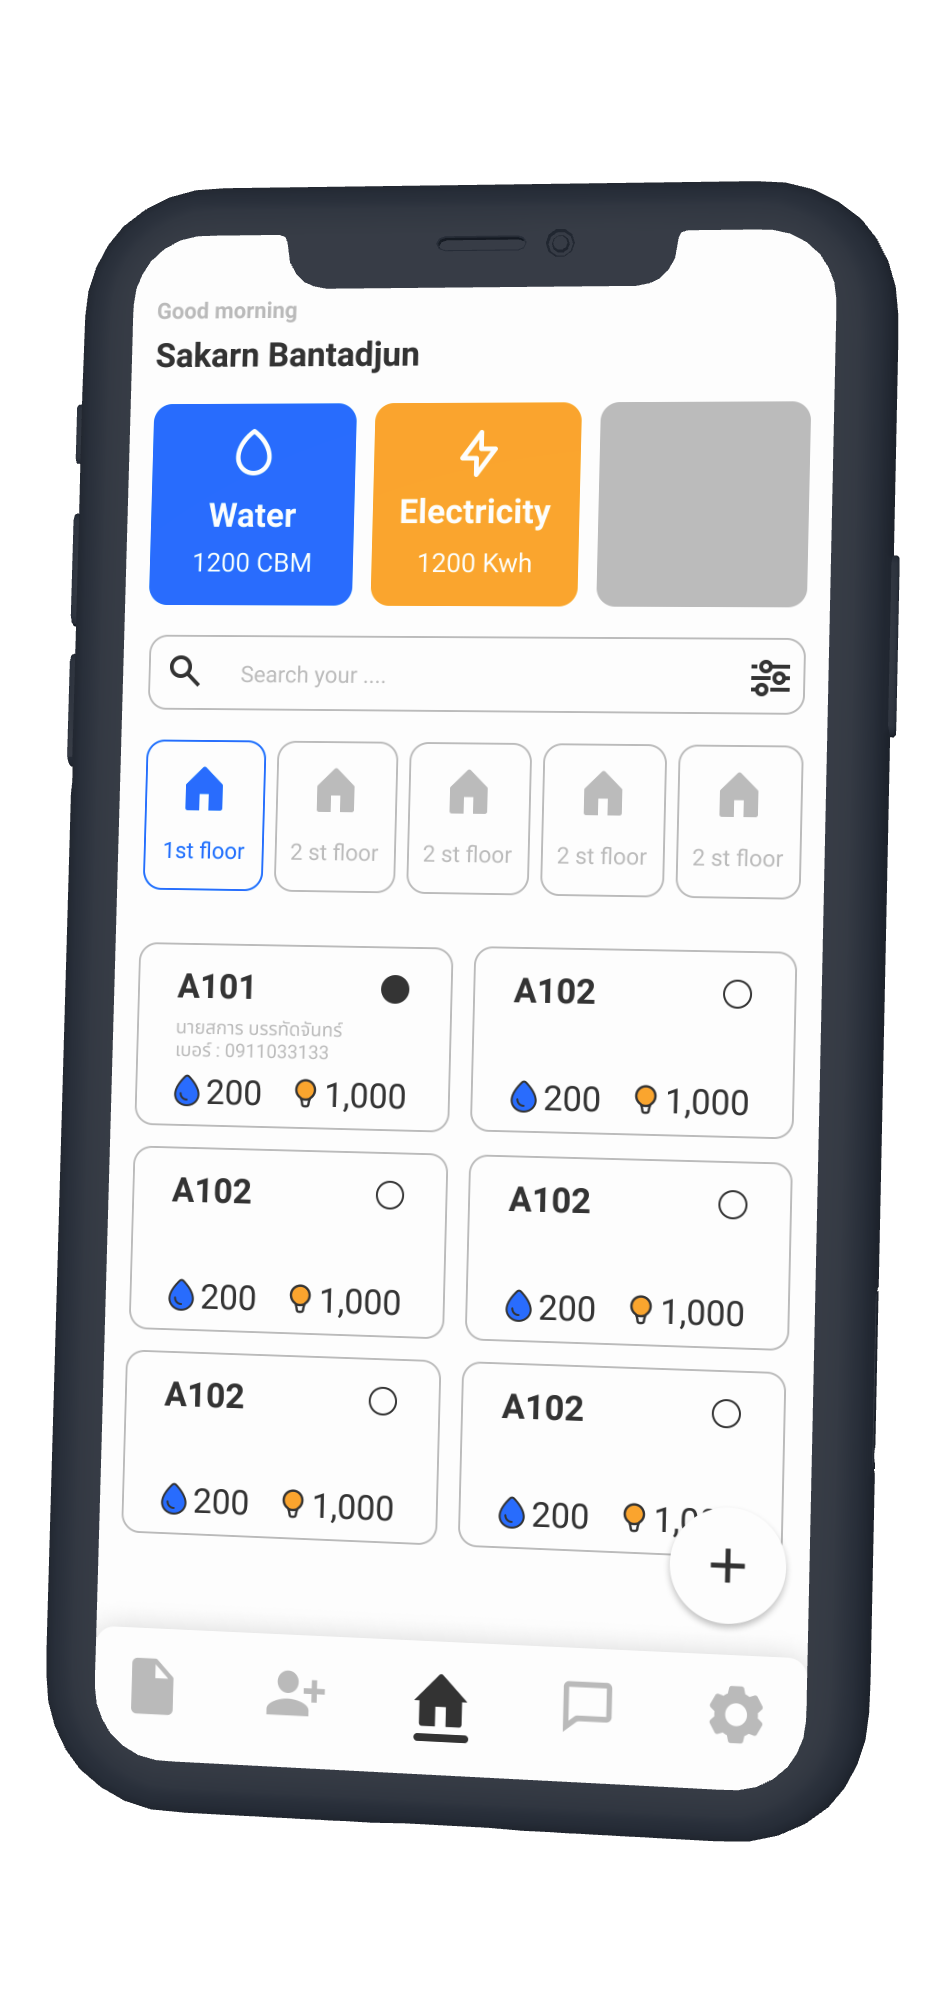 Good morning
Sakarn Bantadjun
Water
1200 CBM
Electricity
1200 Kwh
Search your ....
1st floor
2 st floor
2 st floor
2 st floor
2 st floor
A101
นายสการ บรรทัดจันทร์
เบอร์ : 0911033133
200 1,000
A102
200 1,000
A102
200 1,000
A102
200 1,000
A102
200 1,000
A102
200